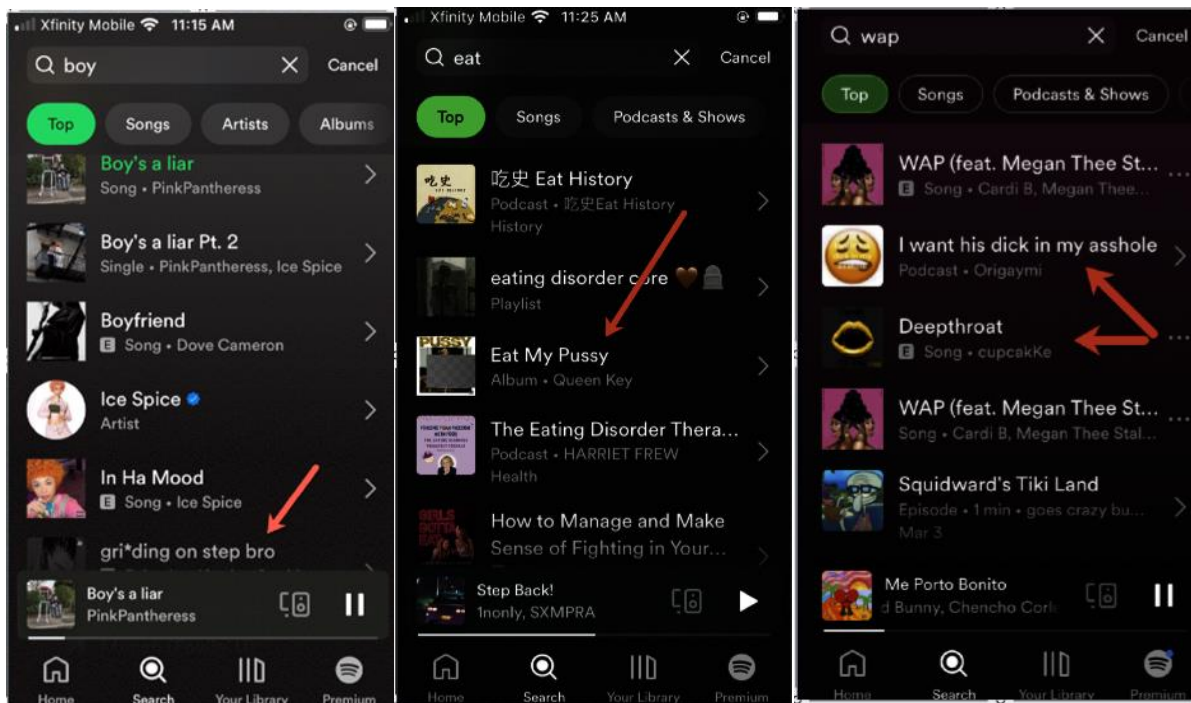 Xfinity Mobile 11:15 AM
boy
Cancel
Top Songs Artists Albums
Boy's a liar
Song • PinkPantheress
Boy's a liar Pt. 2
Single • PinkPantheress, Ice Spice
Boyfriend
E Song • Dove Cameron
Ice Spice
Artist
In Ha Mood
E Song • Ice Spice
gri*ding on step bro
Boy's a liar
PinkPantheress
Home Search Your Library Premium
Xfinity Mobile 11:25 AM
eat
Cancel
Top Songs Podcasts & Shows
吃史 Eat History
Podcast • 吃史Eat History
History
eating disorder core
Playlist
Eat My Pussy
Album • Queen Key
The Eating Disorder Thera...
Podcast • HARRIET FREW
Health
How to Manage and Make
Sense of Fighting in Your...
Step Back!
1nonly, SXMPRA
Home Search Your Library Premium
wap
Cancel
Top Songs Podcasts & Shows
WAP (feat. Megan Thee St...
E Song • Cardi B, Megan Thee...
I want his dick in my asshole
Podcast • Origaymi
Deepthroat
E Song • cupcakKe
WAP (feat. Megan Thee St...
Song • Cardi B, Megan Thee Stal...
Squidward's Tiki Land
Episode • 1 min • goes crazy bu...
Mar 3
Me Porto Bonito
d Bunny, Chencho Corle
Home Search Your Library Premium